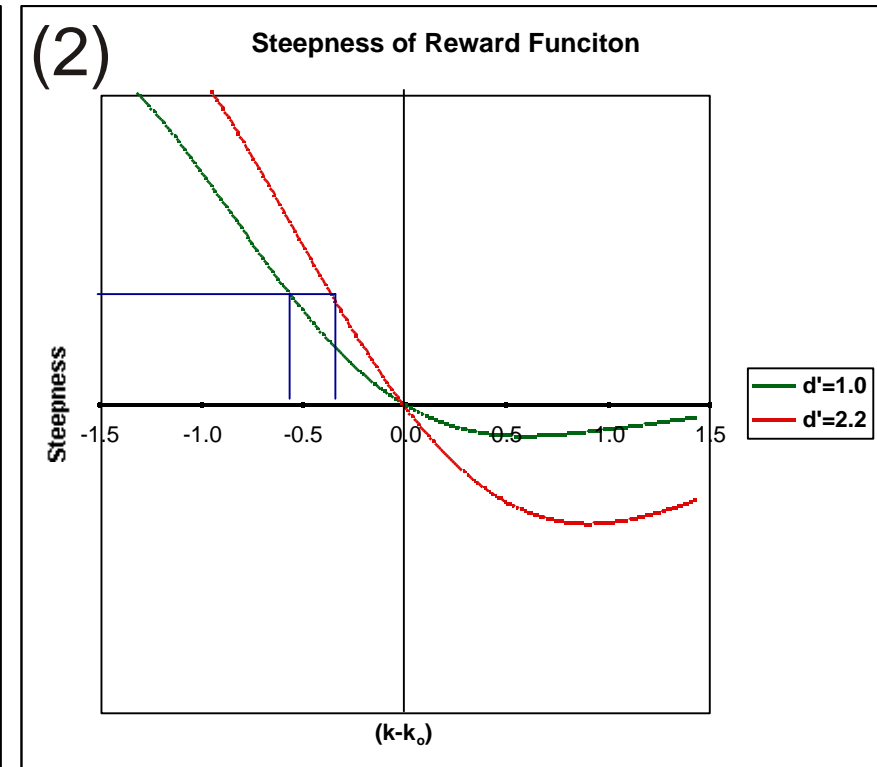 (2)
Steepness of Reward Funciton
Steepness
-1.5 -1.0 -0.5 0.0 0.5 1.0 1.5
d'=1.0
d'=2.2
(k-kₒ)